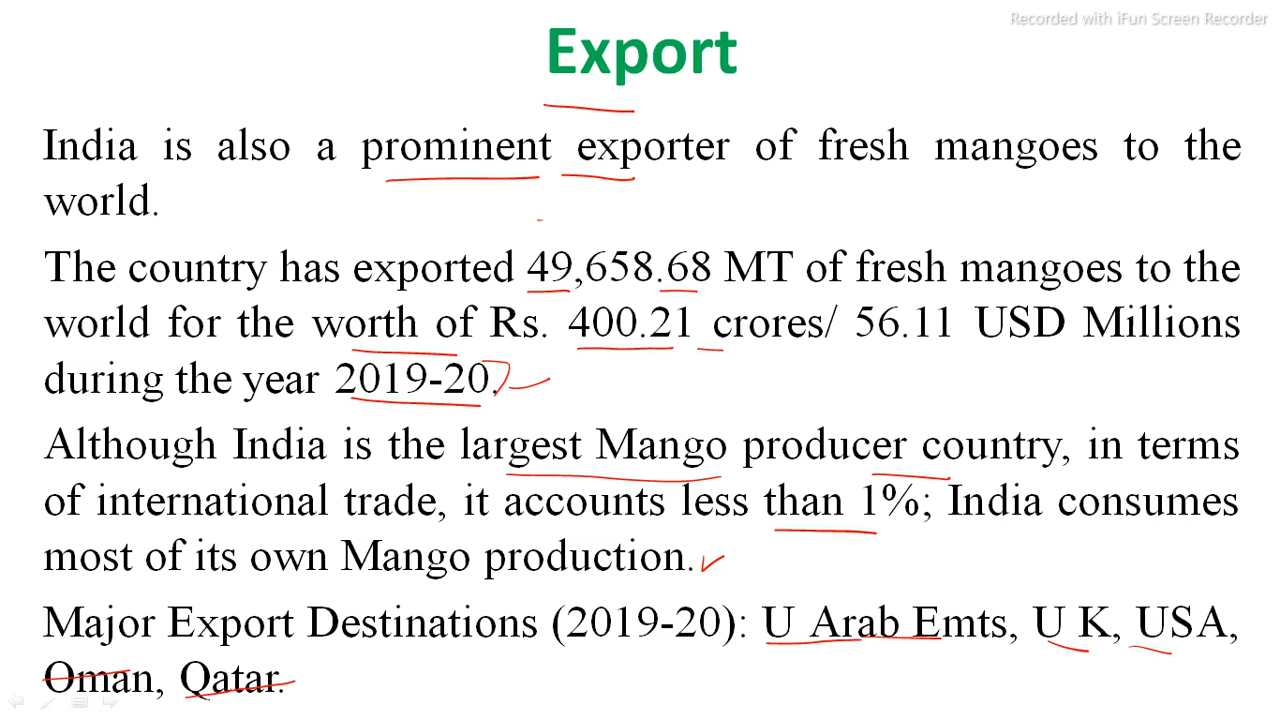 Recorded with iFun Screen Recorder
Export
India is also a prominent exporter of fresh mangoes to the
world.
The country has exported 49,658.68 MT of fresh mangoes to the
world for the worth of Rs. 400.21 crores/ 56.11 USD Millions
during the year 2019-20.
Although India is the largest Mango producer country, in terms
of international trade, it accounts less than 1%; India consumes
most of its own Mango production.
Major Export Destinations (2019-20): U Arab Emts, U K, USA,
Oman, Qatar.